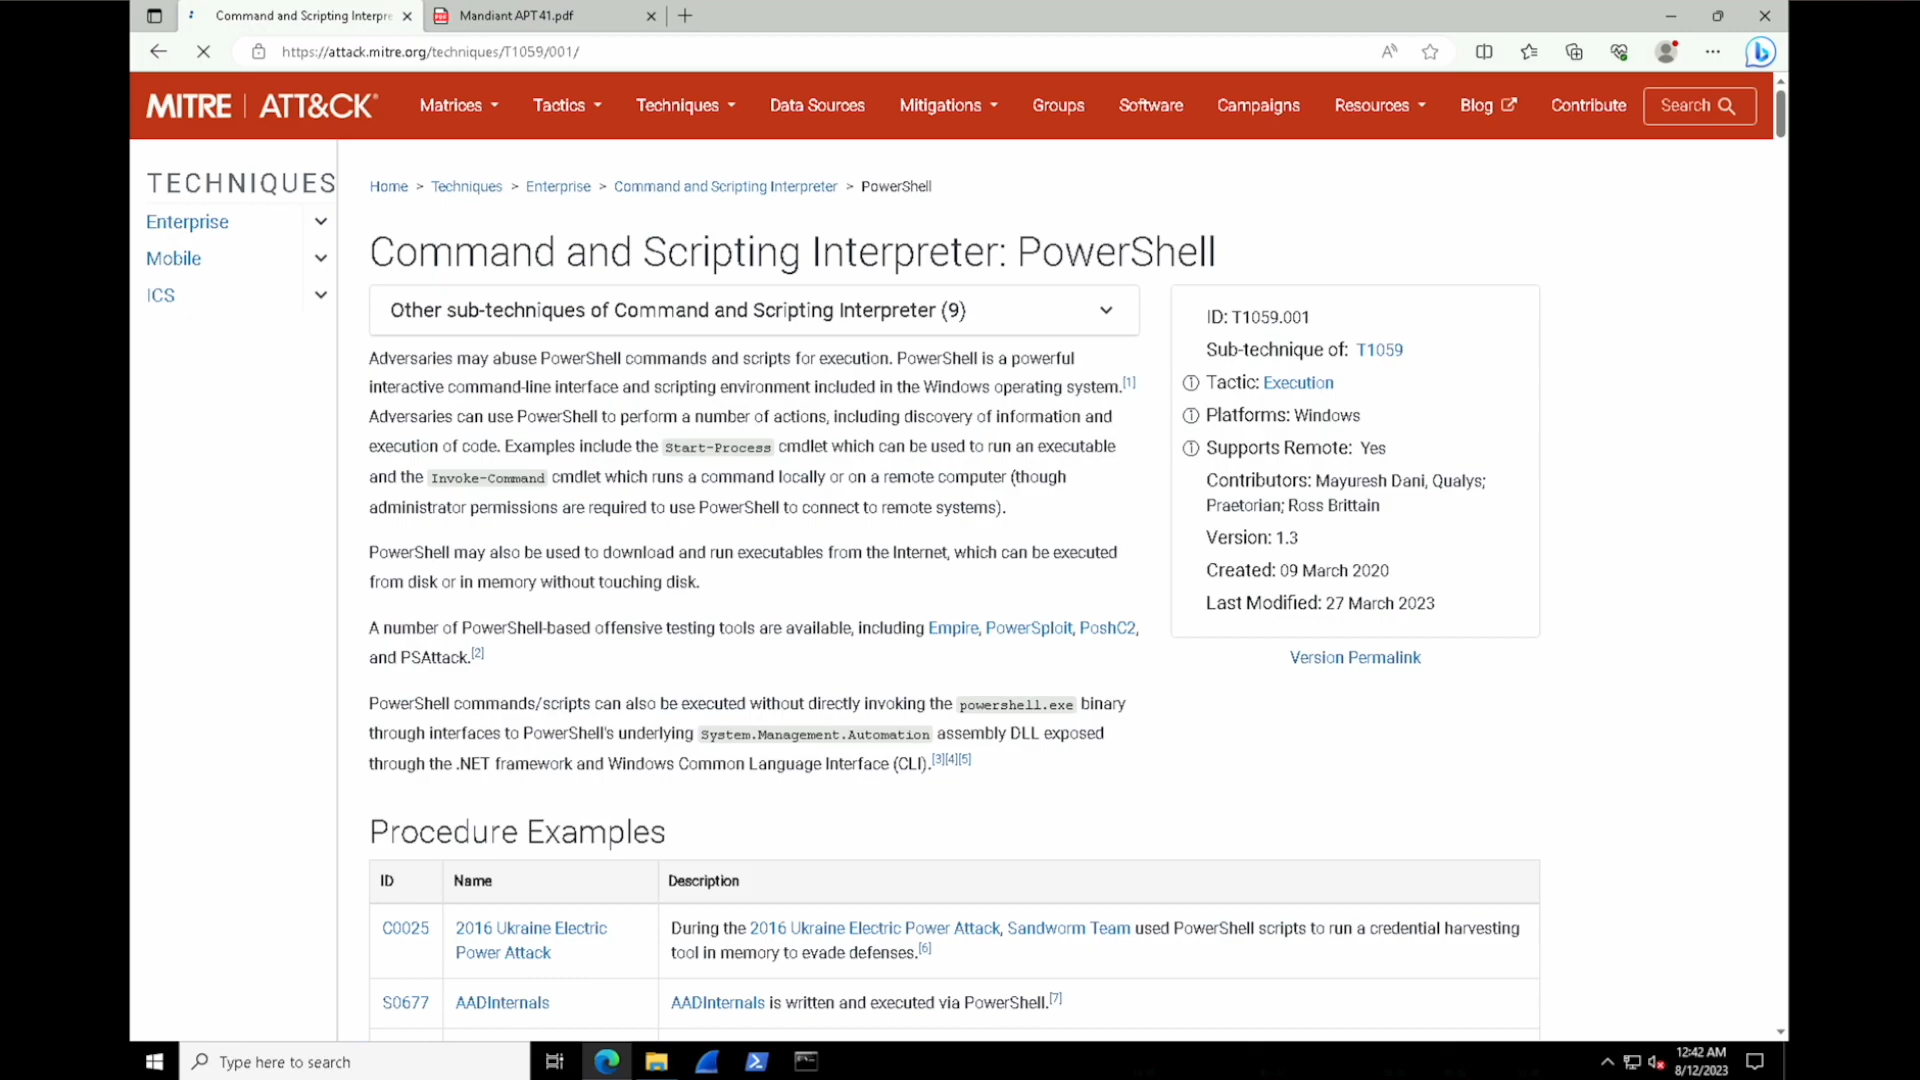 Command and Scripting Interpre
Mandiant APT41.pdf
https://attack.mitre.org/techniques/T1059/001/
MITRE | ATT&CK®
Matrices
Tactics
Techniques
Data Sources
Mitigations
Groups
Software
Campaigns
Resources
Blog
Contribute
Search
TECHNIQUES
Enterprise
Mobile
ICS
Home > Techniques > Enterprise > Command and Scripting Interpreter > PowerShell
Command and Scripting Interpreter: PowerShell
Other sub-techniques of Command and Scripting Interpreter (9)
Adversaries may abuse PowerShell commands and scripts for execution. PowerShell is a powerful
interactive command-line interface and scripting environment included in the Windows operating system.[1]
Adversaries can use PowerShell to perform a number of actions, including discovery of information and
execution of code. Examples include the Start-Process cmdlet which can be used to run an executable
and the Invoke-Command cmdlet which runs a command locally or on a remote computer (though
administrator permissions are required to use PowerShell to connect to remote systems).
PowerShell may also be used to download and run executables from the Internet, which can be executed
from disk or in memory without touching disk.
A number of PowerShell-based offensive testing tools are available, including Empire, PowerSploit, PoshC2,
and PSAttack.[2]
PowerShell commands/scripts can also be executed without directly invoking the powershell.exe binary
through interfaces to PowerShell's underlying System.Management.Automation assembly DLL exposed
through the .NET framework and Windows Common Language Interface (CLI).[3][4][5]
ID: T1059.001
Sub-technique of: T1059
Tactic: Execution
Platforms: Windows
Supports Remote: Yes
Contributors: Mayuresh Dani, Qualys;
Praetorian; Ross Brittain
Version: 1.3
Created: 09 March 2020
Last Modified: 27 March 2023
Version Permalink
Procedure Examples
ID Name Description
C0025
2016 Ukraine Electric
Power Attack
During the 2016 Ukraine Electric Power Attack, Sandworm Team used PowerShell scripts to run a credential harvesting
tool in memory to evade defenses.[6]
S0677 AADInternals AADInternals is written and executed via PowerShell.[7]
Type here to search
12:42 AM
8/12/2023